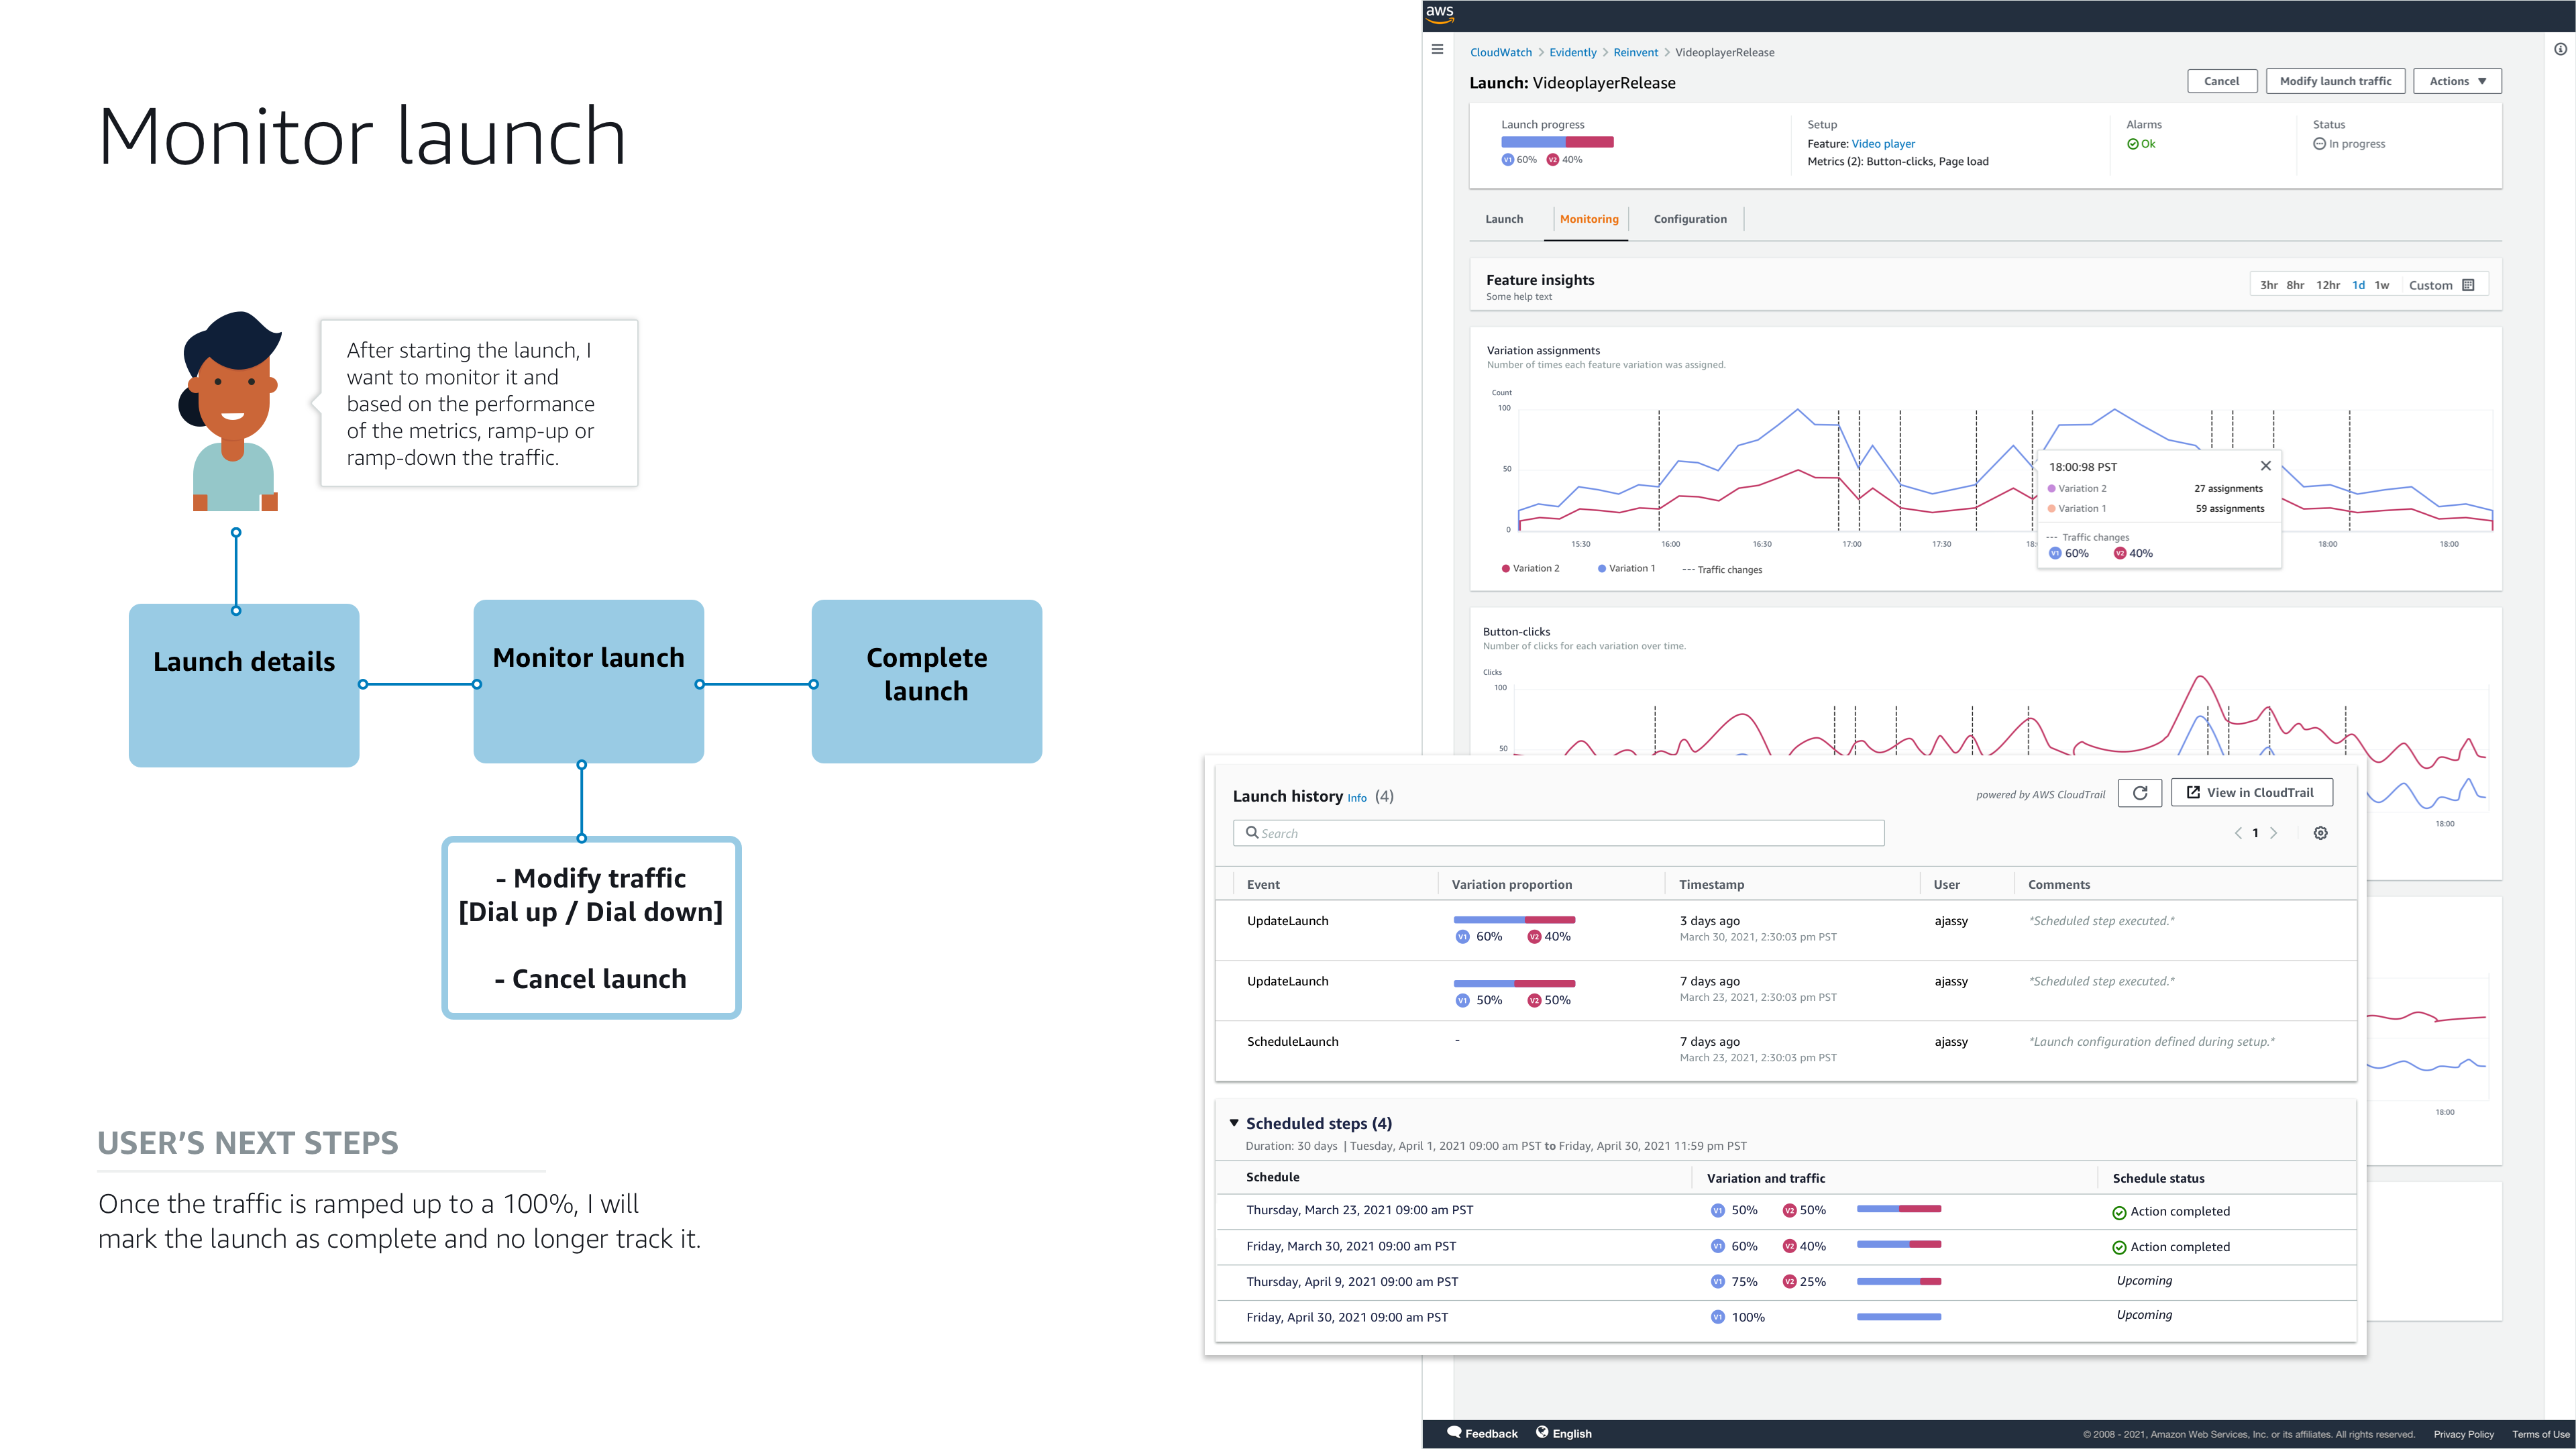 Monitor launch
After starting the launch, I
want to monitor it and
based on the performance
of the metrics, ramp-up or
ramp-down the traffic.
Launch details
Monitor launch
Complete
launch
- Modify traffic
[Dial up / Dial down]
- Cancel launch
USER'S NEXT STEPS
Once the traffic is ramped up to a 100%, I will
mark the launch as complete and no longer track it.
aws
CloudWatch > Evidently > Reinvent > VideoplayerRelease
Launch: VideoplayerRelease
Cancel
Modify launch traffic
Actions
Launch progress
V1 60% V2 40%
Setup
Feature: Video player
Metrics (2): Button-clicks, Page load
Alarms
Ok
Status
In progress
Launch
Monitoring
Configuration
Feature insights
Some help text
3hr 8hr 12hr 1d 1w Custom
Variation assignments
Number of times each feature variation was assigned.
Count
100
50
0
15:30 16:00 16:30 17:00 17:30 18: 18:00 18:00
18:00:98 PST
Variation 2 27 assignments
Variation 1 59 assignments
--- Traffic changes
V1 60% V2 40%
Variation 2 Variation 1 --- Traffic changes
Button-clicks
Number of clicks for each variation over time.
Clicks
100
50
18:00
18:00
Launch history Info (4)
powered by AWS CloudTrail
View in CloudTrail
Search
< 1 >
Event Variation proportion Timestamp User Comments
UpdateLaunch V1 60% V2 40% 3 days ago ajassy *Scheduled step executed.*
March 30, 2021, 2:30:03 pm PST
UpdateLaunch V1 50% V2 50% 7 days ago ajassy *Scheduled step executed.*
March 23, 2021, 2:30:03 pm PST
ScheduleLaunch - 7 days ago ajassy *Launch configuration defined during setup.*
March 23, 2021, 2:30:03 pm PST
Scheduled steps (4)
Duration: 30 days | Tuesday, April 1, 2021 09:00 am PST to Friday, April 30, 2021 11:59 pm PST
Schedule Variation and traffic Schedule status
Thursday, March 23, 2021 09:00 am PST V1 50% V2 50% Action completed
Friday, March 30, 2021 09:00 am PST V1 60% V2 40% Action completed
Thursday, April 9, 2021 09:00 am PST V1 75% V2 25% Upcoming
Friday, April 30, 2021 09:00 am PST V1 100% Upcoming
Feedback English
© 2008 - 2021, Amazon Web Services, Inc. or its affiliates. All rights reserved. Privacy Policy Terms of Use